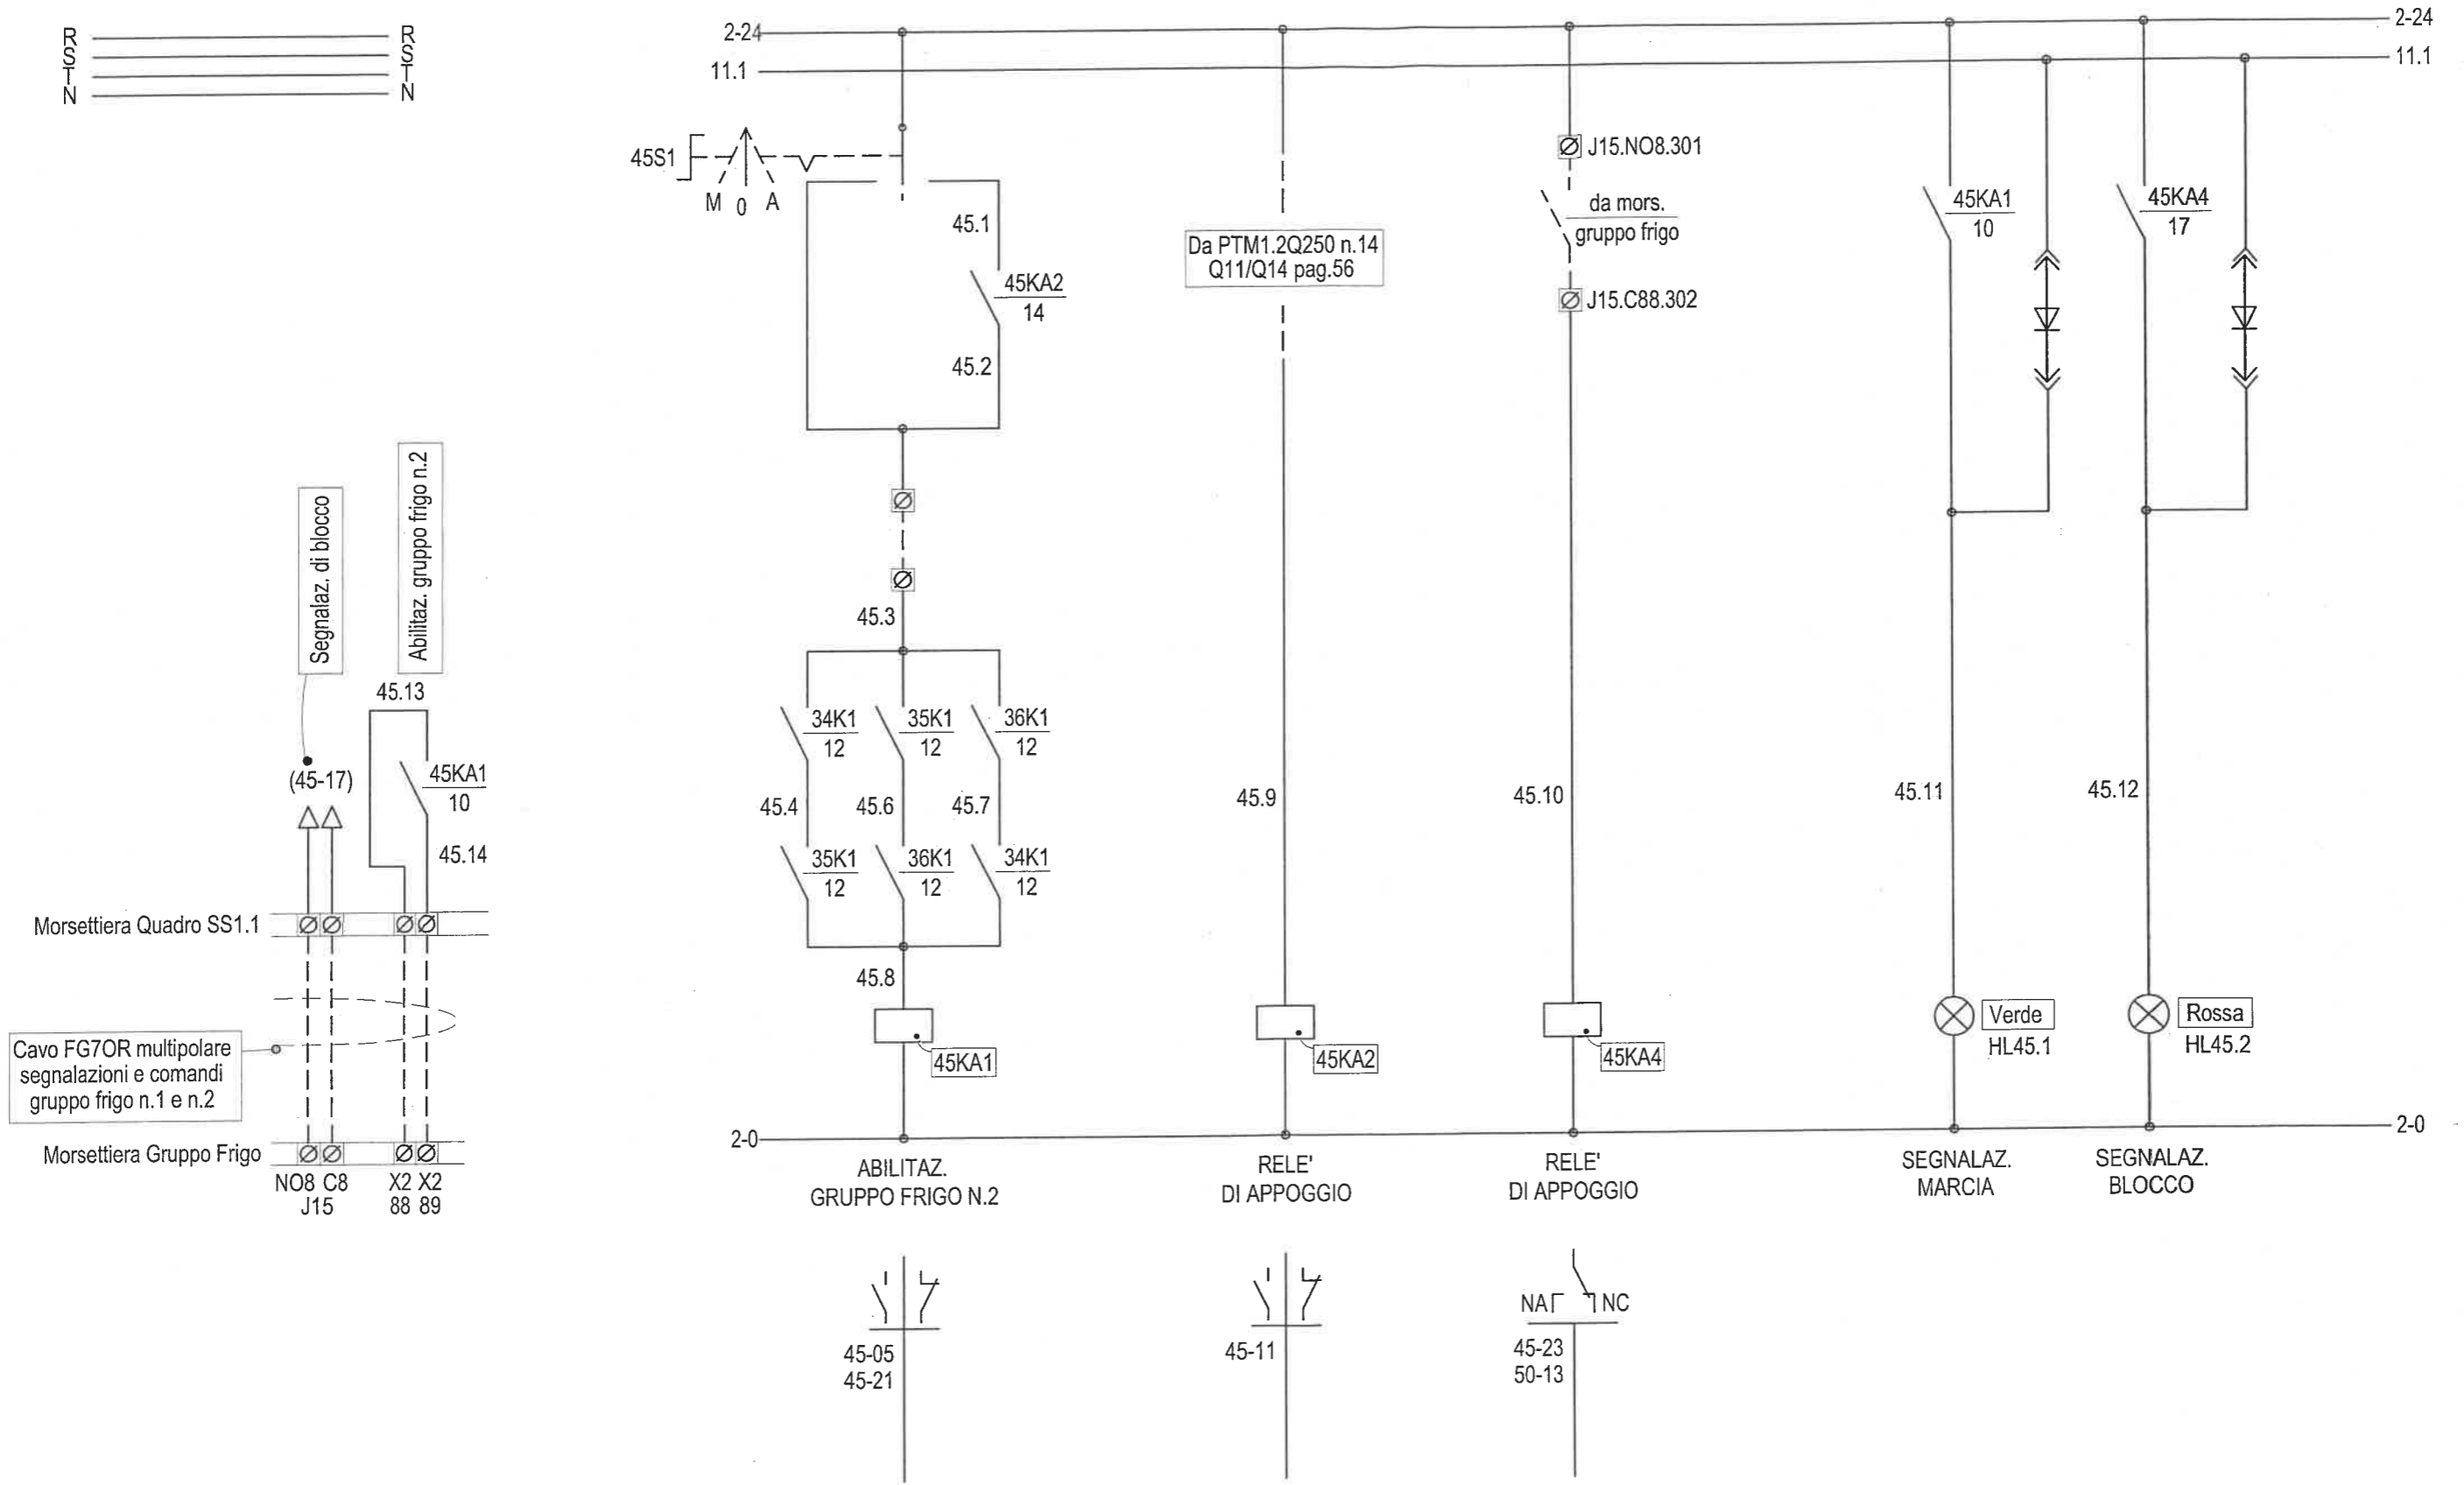 R R
S S
T T
N N
2-24 2-24
11.1 11.1
45S1
M 0 A
45.1
45KA2
14
45.2
45.3
34K1
12
35K1
12
36K1
12
45.4 45.6 45.7
35K1
12
36K1
12
34K1
12
45.8
45KA1
Da PTM1.2Q250 n.14
Q11/Q14 pag.56
45.9
45KA2
J15.NO8.301
da mors.
gruppo frigo
J15.C88.302
45.10
45KA4
45KA1
10
45.11
Verde
HL45.1
45KA4
17
45.12
Rossa
HL45.2
2-0 2-0
ABILITAZ.
GRUPPO FRIGO N.2
RELE'
DI APPOGGIO
RELE'
DI APPOGGIO
SEGNALAZ.
MARCIA
SEGNALAZ.
BLOCCO
45-05
45-21
45-11
NA NC
45-23
50-13
Segnalaz. di blocco
Abilitaz. gruppo frigo n.2
45.13
(45-17)
45KA1
10
45.14
Morsettiera Quadro SS1.1
Cavo FG7OR multipolare
segnalazioni e comandi
gruppo frigo n.1 e n.2
Morsettiera Gruppo Frigo
NO8 C8 X2 X2
J15 88 89